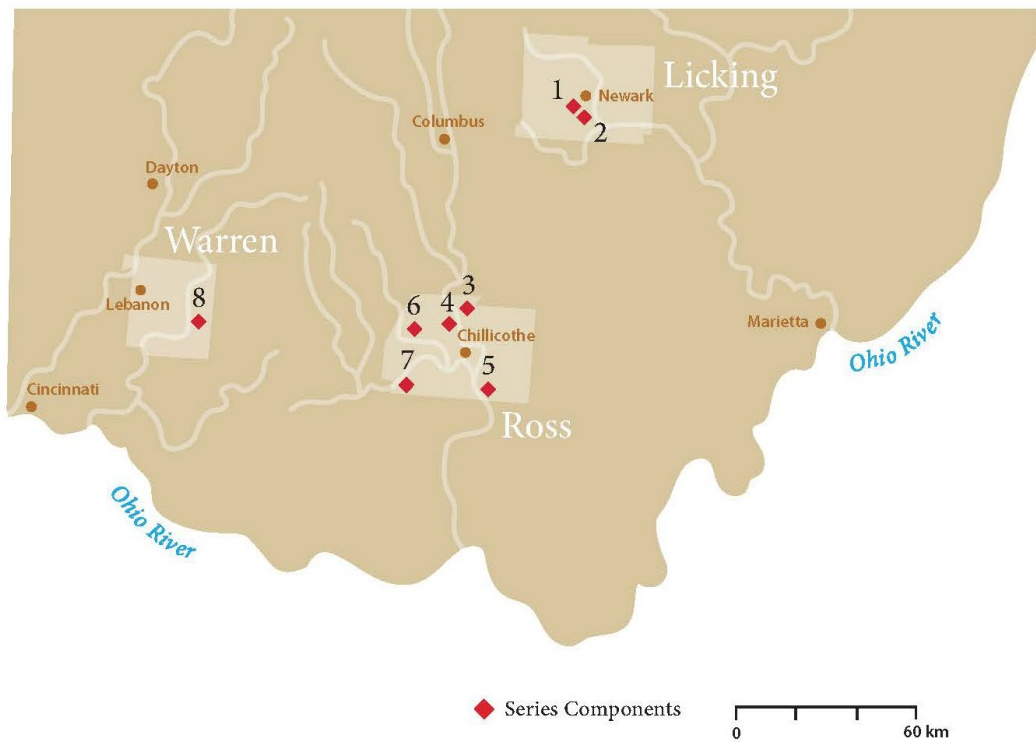 Licking
1
Newark
2
Columbus
Dayton
Warren
Lebanon
8
3
6
4
Chillicothe
Marietta
7
5
Cincinnati
Ross
Ohio River
Ohio River
Series Components
0
60 km